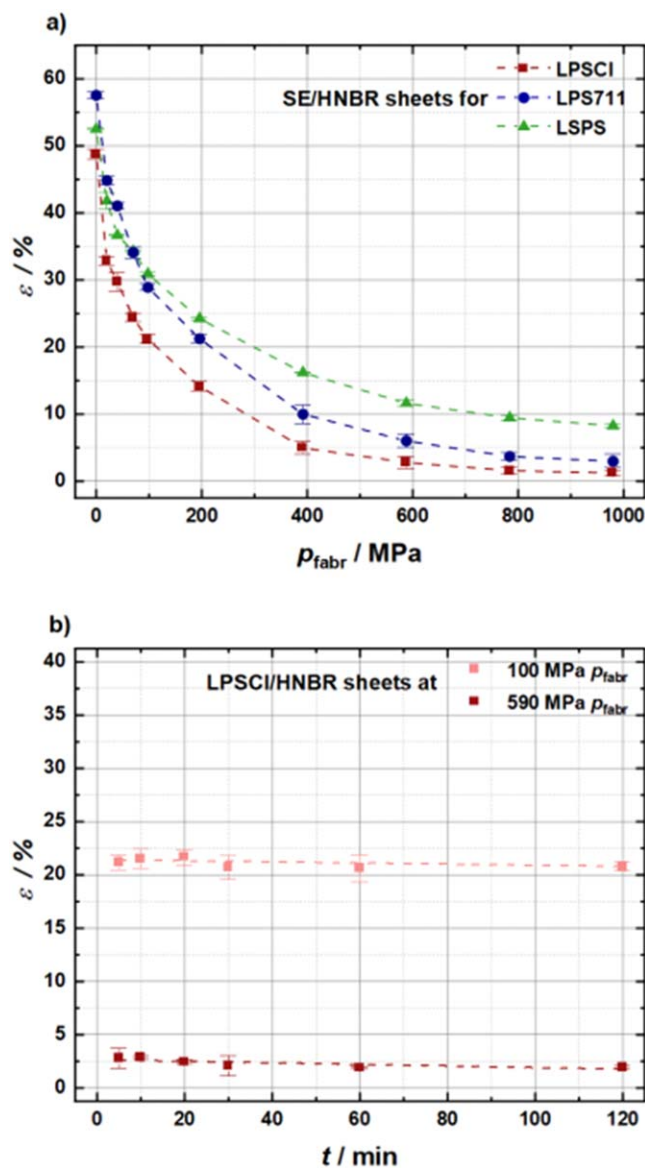 a)
60
50
40
30
20
10
0
ε / %
SE/HNBR sheets for
LPSCl
LPS711
LSPS
0 200 400 600 800 1000
pfabr / MPa
b)
40
35
30
25
20
15
10
5
0
ε / %
LPSCl/HNBR sheets at
100 MPa pfabr
590 MPa pfabr
0 20 40 60 80 100 120
t / min